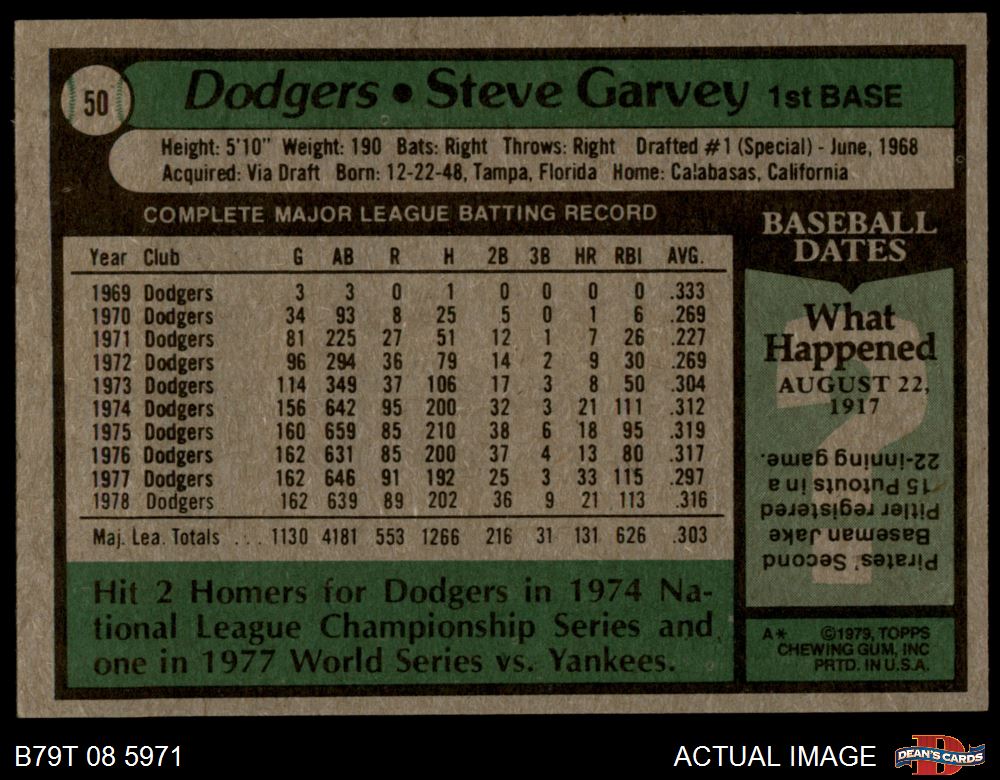 50
Dodgers • Steve Garvey 1st BASE
Height: 5'10" Weight: 190 Bats: Right Throws: Right Drafted #1 (Special) - June, 1968
Acquired: Via Draft Born: 12-22-48, Tampa, Florida Home: Calabasas, California
COMPLETE MAJOR LEAGUE BATTING RECORD
Year Club G AB R H 2B 3B HR RBI AVG.
1969 Dodgers 3 3 0 1 0 0 0 0 .333
1970 Dodgers 34 93 8 25 5 0 1 6 .269
1971 Dodgers 81 225 27 51 12 1 7 26 .227
1972 Dodgers 96 294 36 79 14 2 9 30 .269
1973 Dodgers 114 349 37 106 17 3 8 50 .304
1974 Dodgers 156 642 95 200 32 3 21 111 .312
1975 Dodgers 160 659 85 210 38 6 18 95 .319
1976 Dodgers 162 631 85 200 37 4 13 80 .317
1977 Dodgers 162 646 91 192 25 3 33 115 .297
1978 Dodgers 162 639 89 202 36 9 21 113 .316
Maj. Lea. Totals ... 1130 4181 553 1266 216 31 131 626 .303
Hit 2 Homers for Dodgers in 1974 Na-
tional League Championship Series and
one in 1977 World Series vs. Yankees.
BASEBALL
DATES
What
Happened
AUGUST 22,
1917
Pirates' Second
Baseman Jake
Pitler registered
15 Putouts in a
22-inning game.
A* ©1979, TOPPS
CHEWING GUM, INC
PRTD. IN U.S.A.
B79T 08 5971
ACTUAL IMAGE
D
DEAN'S CARDS